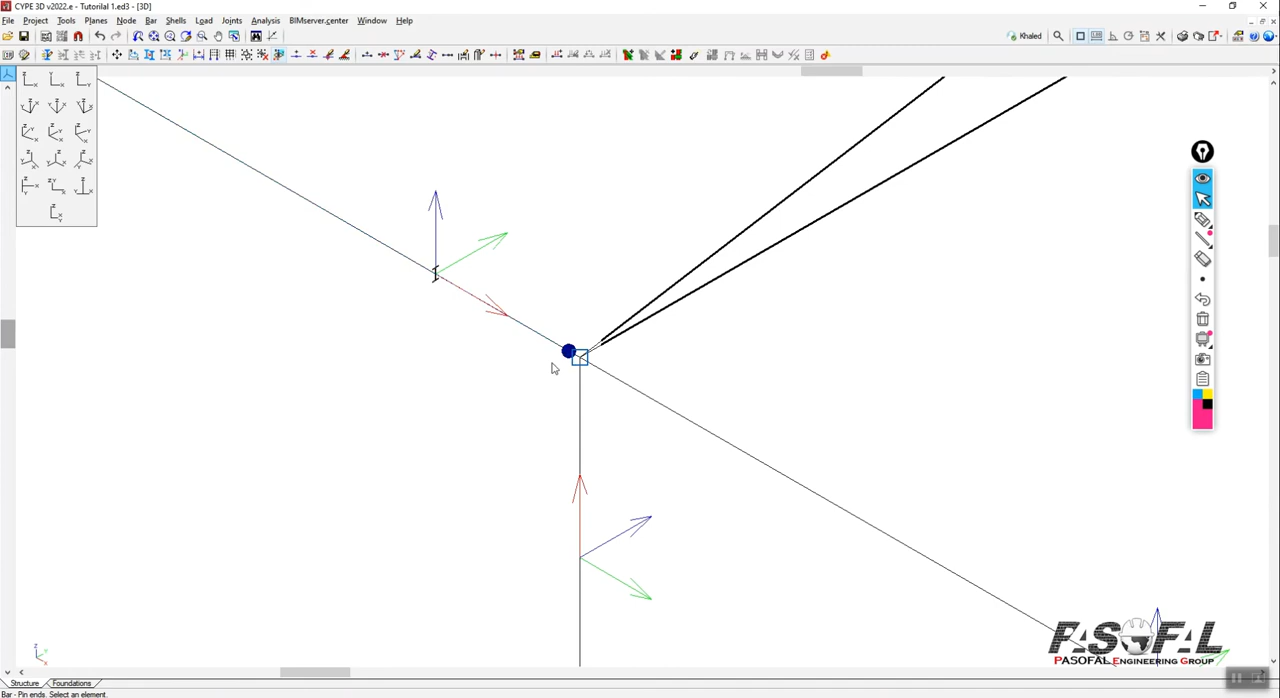 CYPE 3D v2022.e - Tutorilal 1.ed3 - [3D]
File Project Tools Planes Node Bar Shells Load Joints Analysis BIMserver.center Window Help
Khaled
PASOFAL
PASOFAL ENGINEERING GROUP
Structure Foundations
Bar - Pin ends. Select an element.